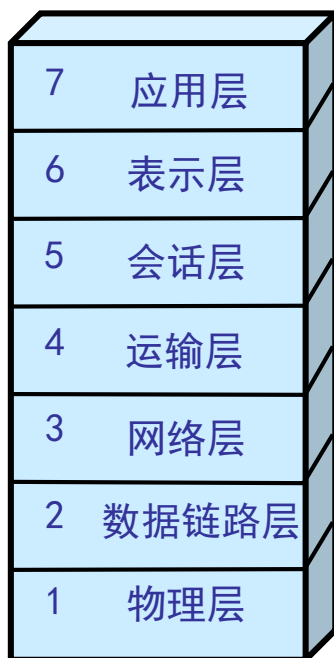 7 应用层
6 表示层
5 会话层
4 运输层
3 网络层
2 数据链路层
1 物理层